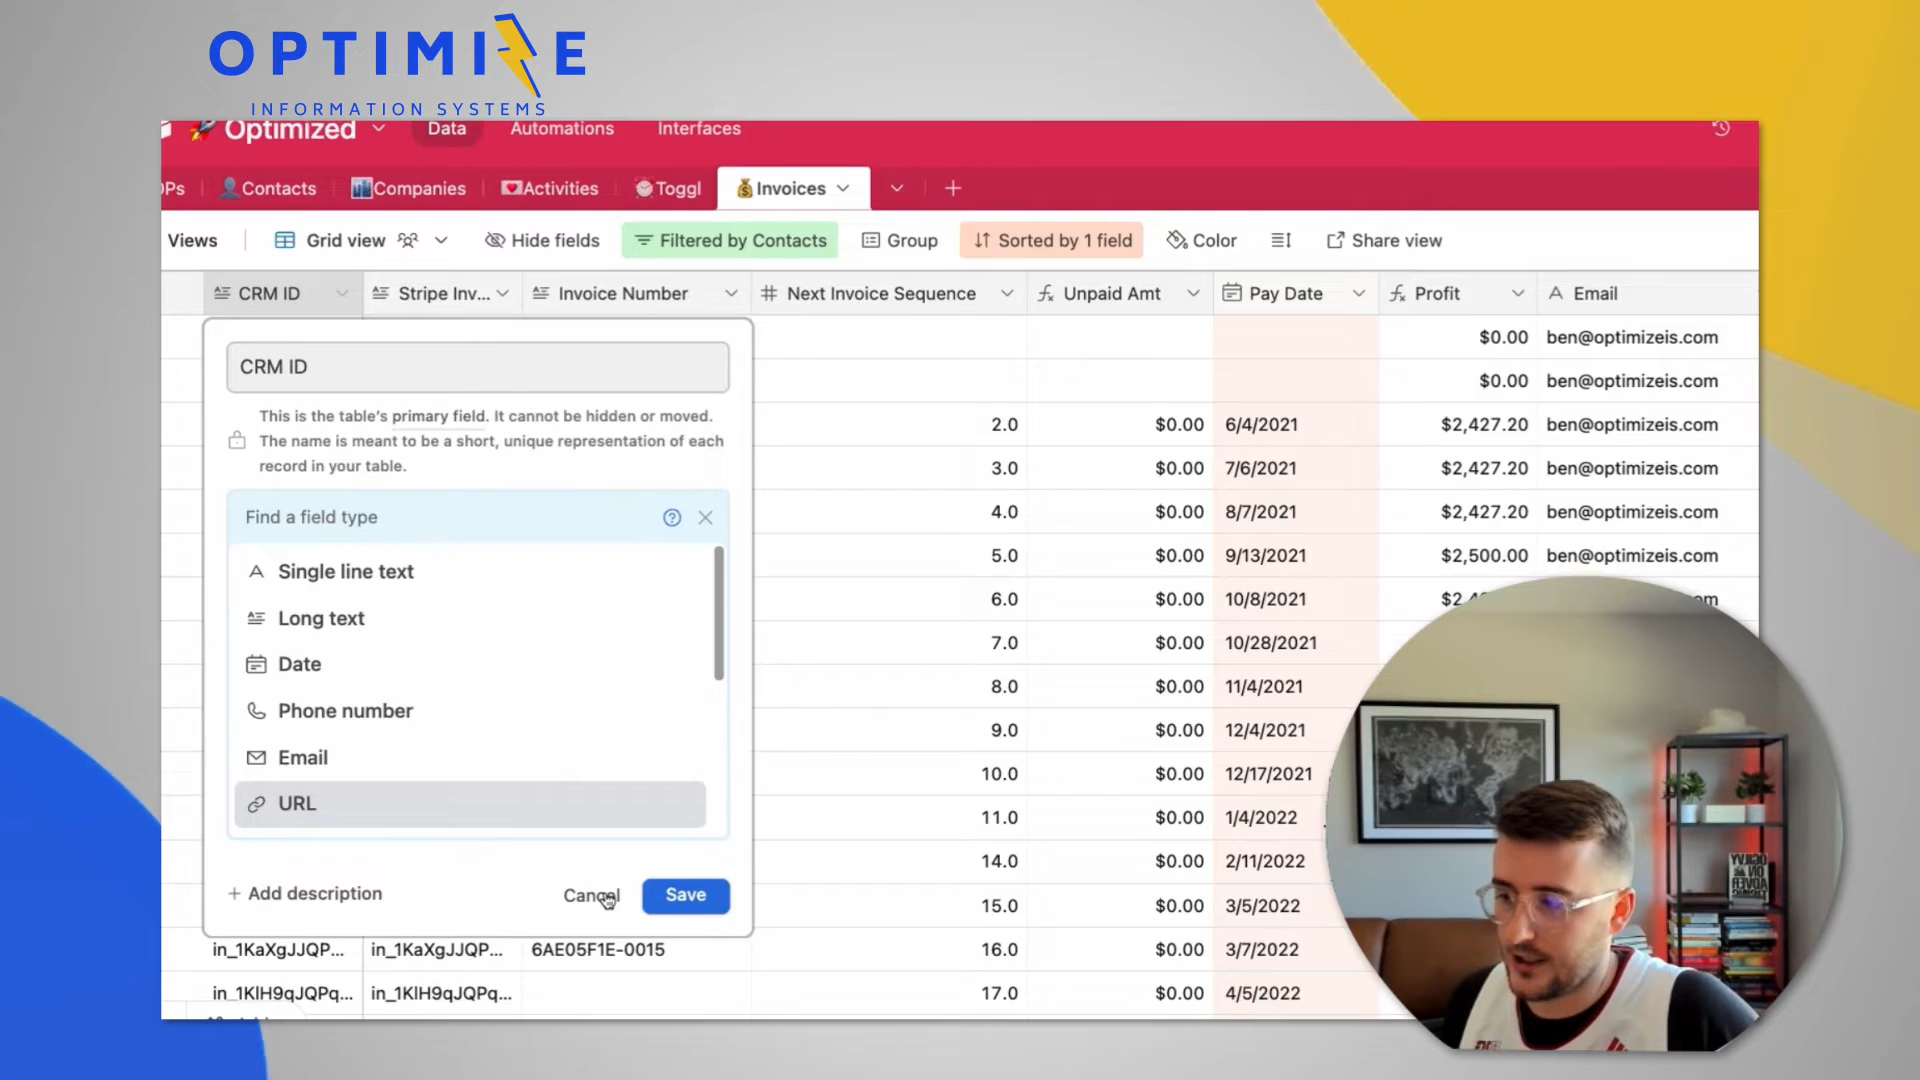 OPTIMIZE
INFORMATION SYSTEMS
Optimized
Data
Automations
Interfaces
Contacts
Companies
Activities
Toggl
Invoices
Views
Grid view
Hide fields
Filtered by Contacts
Group
Sorted by 1 field
Color
Share view
CRM ID
Stripe Inv...
Invoice Number
Next Invoice Sequence
Unpaid Amt
Pay Date
Profit
Email
$0.00 ben@optimizeis.com
$0.00 ben@optimizeis.com
2.0 $0.00 6/4/2021 $2,427.20 ben@optimizeis.com
3.0 $0.00 7/6/2021 $2,427.20 ben@optimizeis.com
4.0 $0.00 8/7/2021 $2,427.20 ben@optimizeis.com
5.0 $0.00 9/13/2021 $2,500.00 ben@optimizeis.com
6.0 $0.00 10/8/2021
7.0 $0.00 10/28/2021
8.0 $0.00 11/4/2021
9.0 $0.00 12/4/2021
10.0 $0.00 12/17/2021
11.0 $0.00 1/4/2022
14.0 $0.00 2/11/2022
15.0 $0.00 3/5/2022
in_1KaXgJJQP... in_1KaXgJJQP... 6AE05F1E-0015 16.0 $0.00 3/7/2022
in_1KlH9qJQPq... in_1KlH9qJQPq... 17.0 $0.00 4/5/2022
CRM ID
This is the table's primary field. It cannot be hidden or moved.
The name is meant to be a short, unique representation of each
record in your table.
Find a field type
Single line text
Long text
Date
Phone number
Email
URL
+ Add description
Cancel
Save